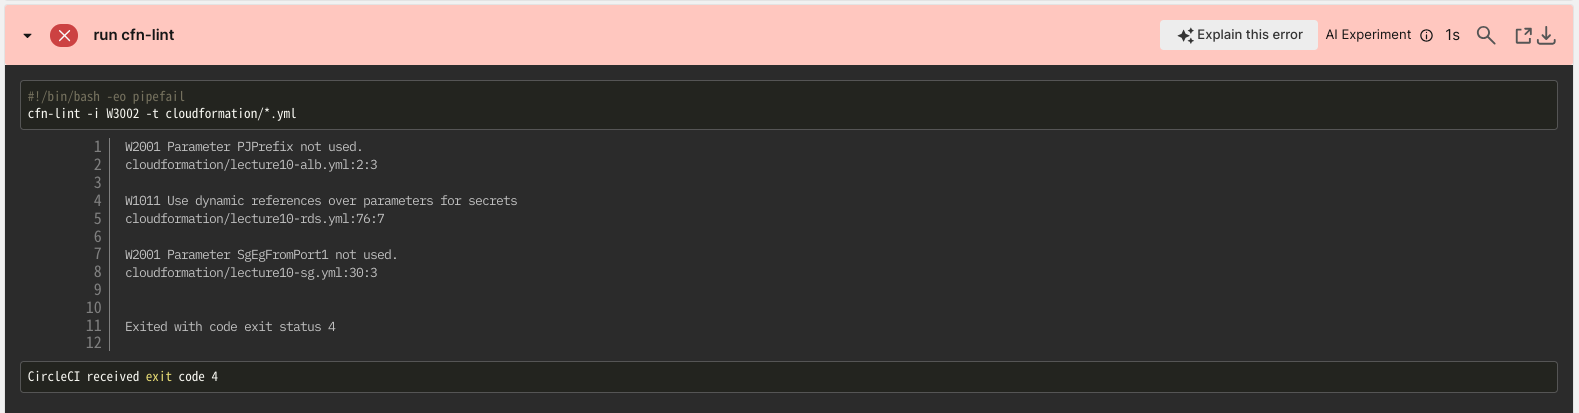 run cfn-lint
Explain this error
AI Experiment
1s
#!/bin/bash -eo pipefail
cfn-lint -i W3002 -t cloudformation/*.yml
1 W2001 Parameter PJPrefix not used.
2 cloudformation/lecture10-alb.yml:2:3
3
4 W1011 Use dynamic references over parameters for secrets
5 cloudformation/lecture10-rds.yml:76:7
6
7 W2001 Parameter SgEgFromPort1 not used.
8 cloudformation/lecture10-sg.yml:30:3
9
10
11 Exited with code exit status 4
12
CircleCI received exit code 4